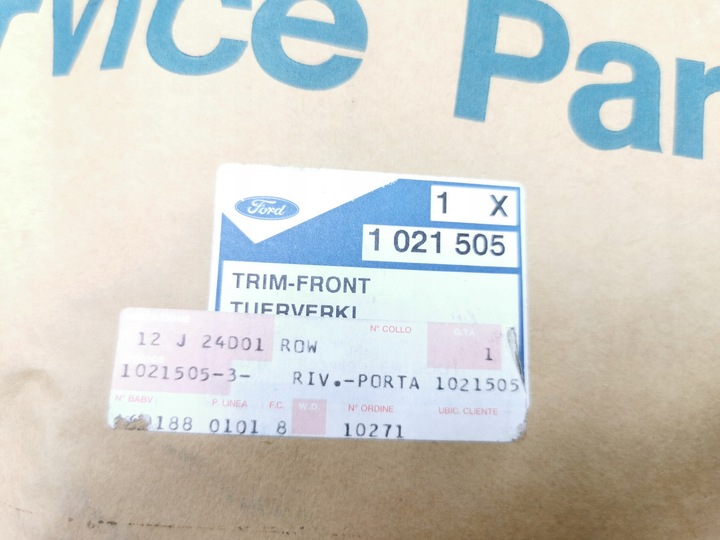 rvice Par
Ford
1 X
1 021 505
TRIM-FRONT
TUERVERKL
N° COLLO
Q.TA
12 J 24D01 ROW
1
1021505-3- RIV.-PORTA 1021505
N° BABV P. LINEA F.C. W.D. N° ORDINE UBIC. CLIENTE
188 0101 8 10271